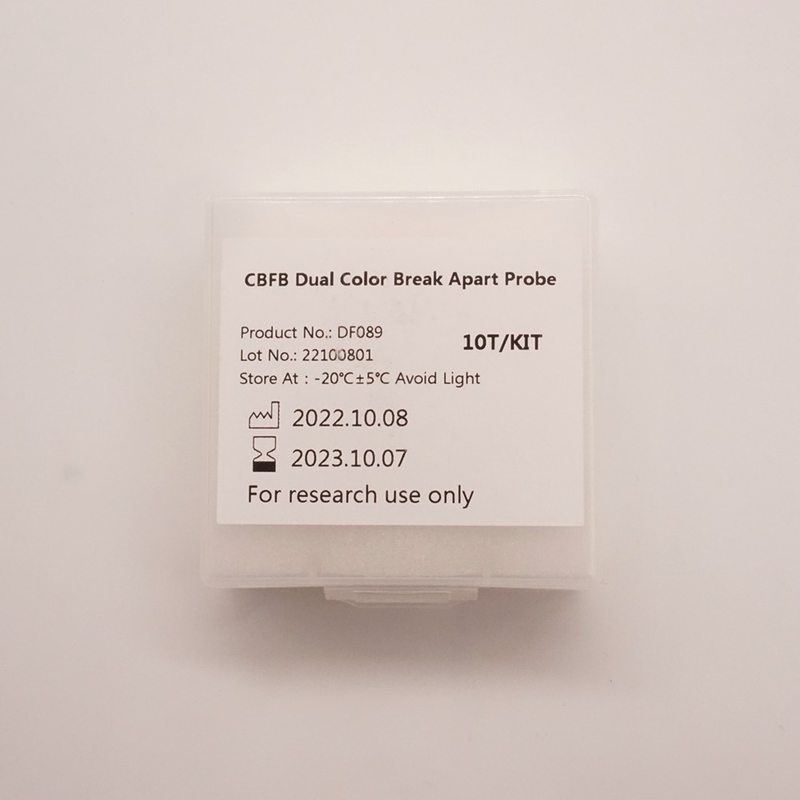 CBFB Dual Color Break Apart Probe
Product No.: DF089
10T/KIT
Lot No.: 22100801
Store At : -20℃±5℃ Avoid Light
2022.10.08
2023.10.07
For research use only